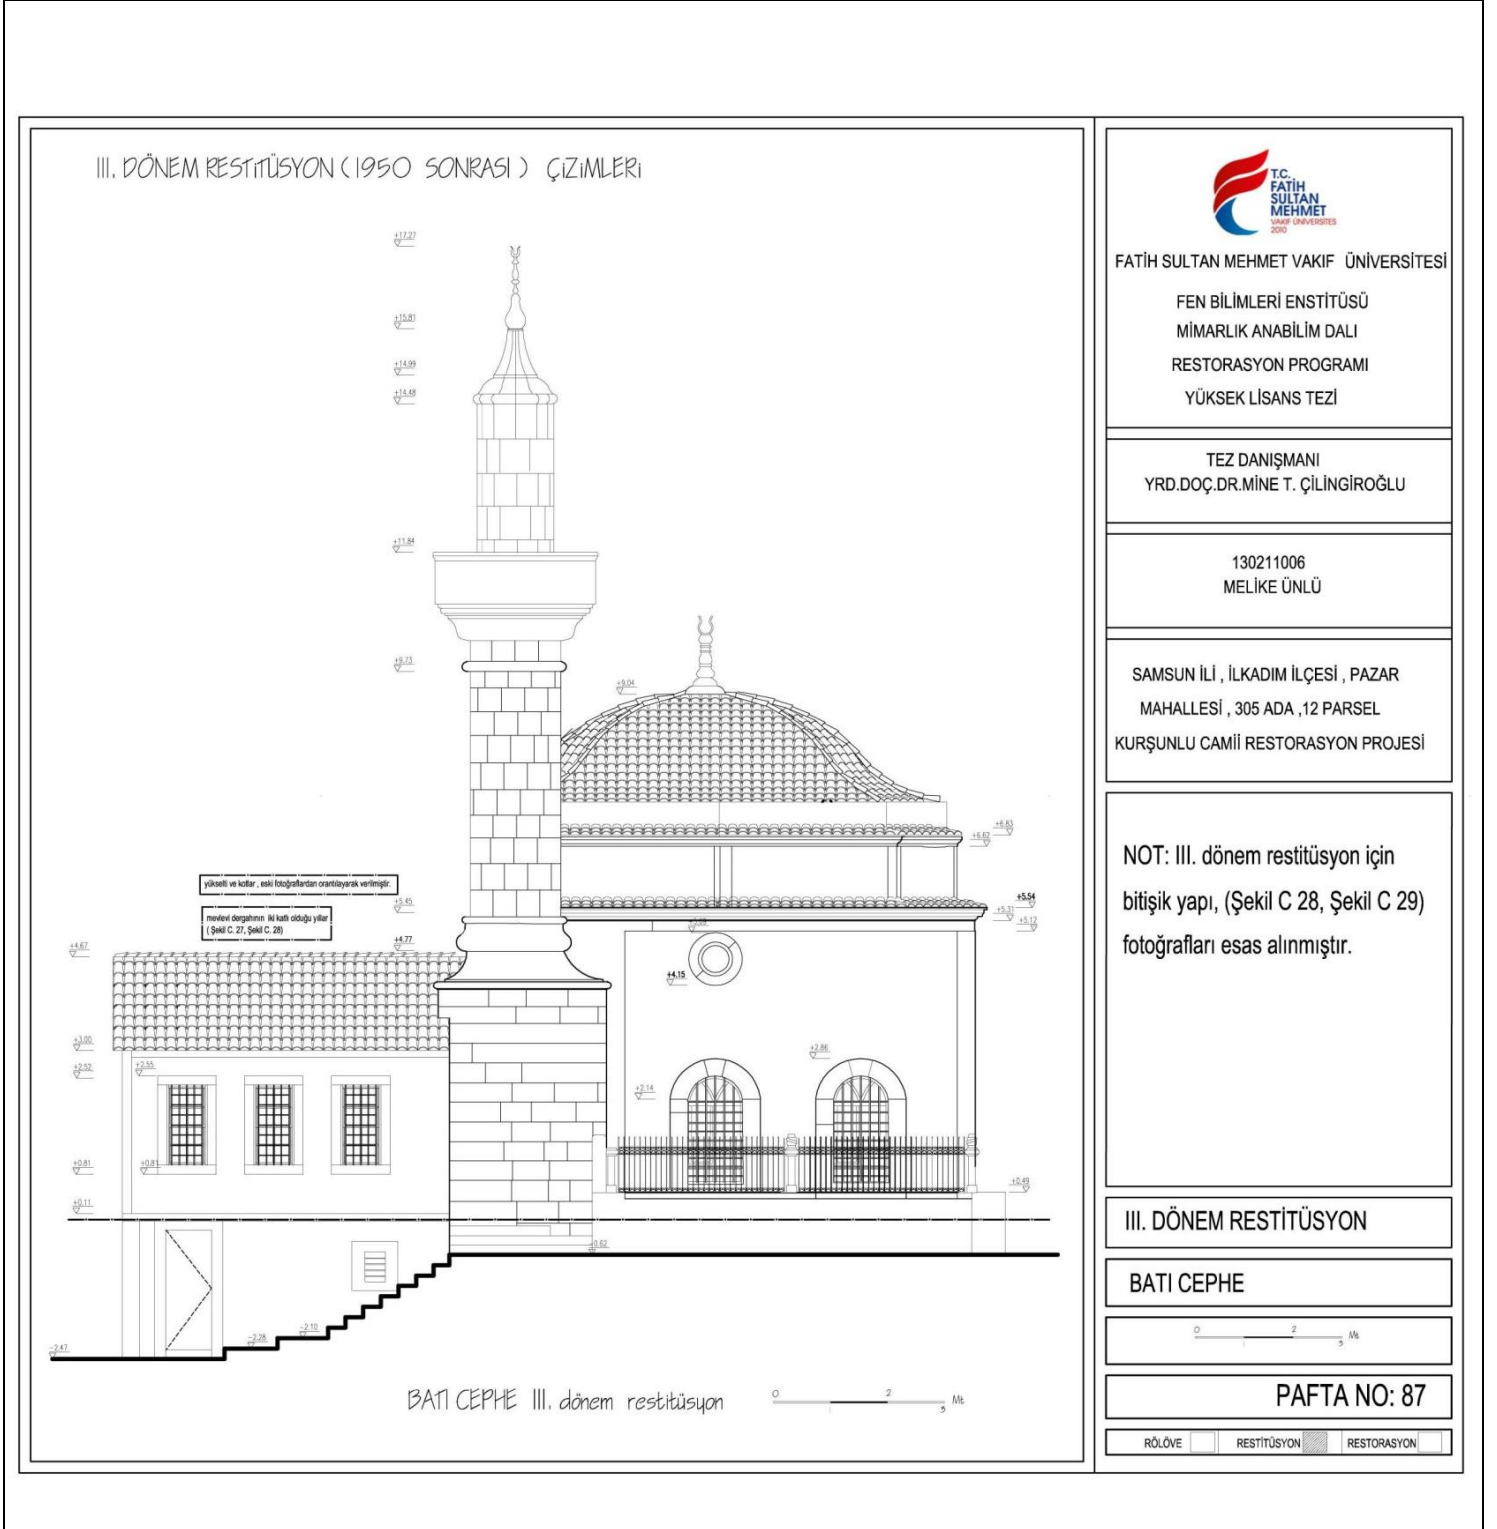 III. DÖNEM RESTİTÜSYON (1950 SONRASI) ÇİZİMLERİ
+17.27
+15.81
+14.99
+14.48
+11.84
+9.73
+9.04
+6.83
+6.62
yükselti ve kotlar , eski fotoğraflardan orantılayarak verilmiştir.
+5.45
+5.54
+5.31
+5.12
mevlevi dergahının iki katlı olduğu yıllar
( Şekil C. 27, Şekil C. 28)
+4.67
+4.77
+4.15
+3.00
+2.52
+2.55
+2.86
+2.14
+0.81
+0.81
+0.49
+0.11
-2.10
-2.28
-2.47
BATI CEPHE III. dönem restitüsyon
0 2 3 Mt
T.C.
FATİH
SULTAN
MEHMET
VAKIF ÜNİVERSİTES
2010
FATİH SULTAN MEHMET VAKIF ÜNİVERSİTESİ
FEN BİLİMLERİ ENSTİTÜSÜ
MİMARLIK ANABİLİM DALI
RESTORASYON PROGRAMI
YÜKSEK LİSANS TEZİ
TEZ DANIŞMANI
YRD.DOÇ.DR.MİNE T. ÇİLİNGİROĞLU
130211006
MELİKE ÜNLÜ
SAMSUN İLİ , İLKADIM İLÇESİ , PAZAR
MAHALLESİ , 305 ADA ,12 PARSEL
KURŞUNLU CAMİİ RESTORASYON PROJESİ
NOT: III. dönem restitüsyon için
bitişik yapı, (Şekil C 28, Şekil C 29)
fotoğrafları esas alınmıştır.
III. DÖNEM RESTİTÜSYON
BATI CEPHE
0 2 3 Mt
PAFTA NO: 87
RÖLÖVE RESTİTÜSYON RESTORASYON